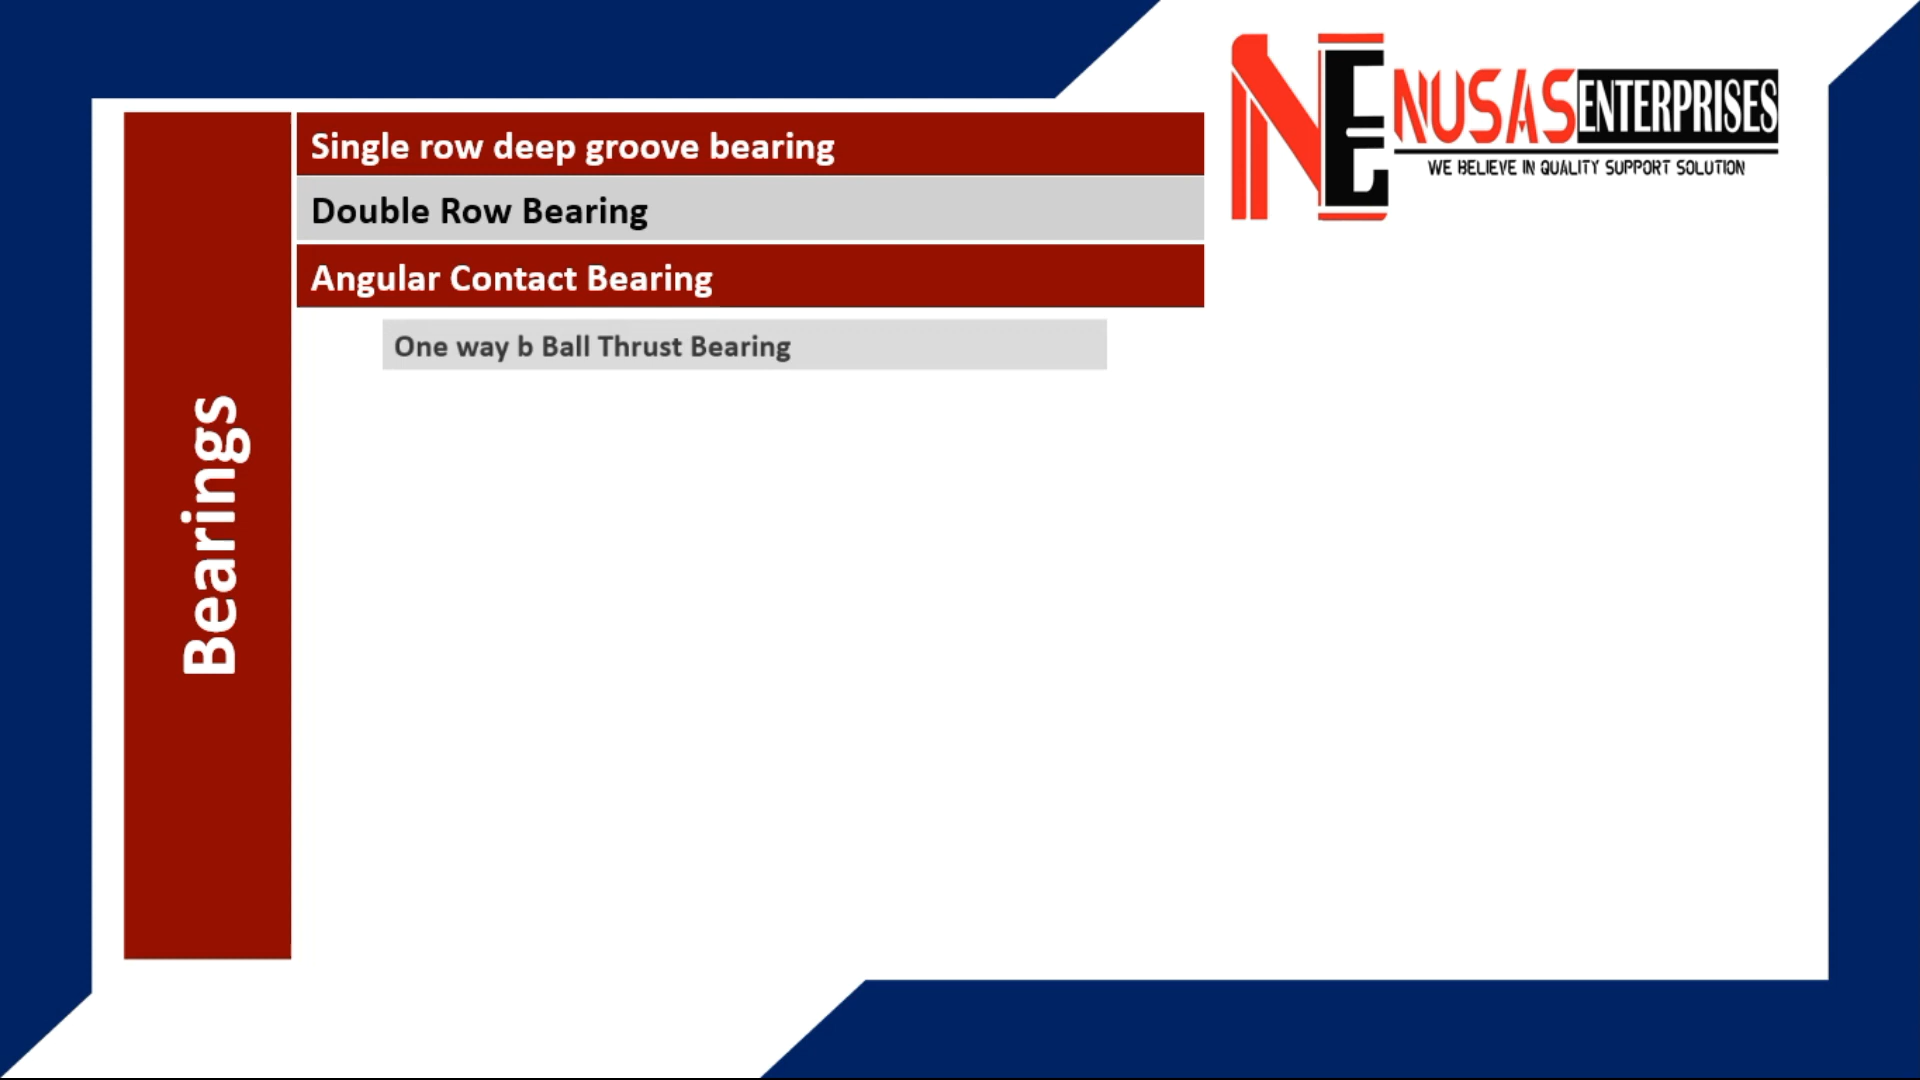 Single row deep groove bearing
Double Row Bearing
Angular Contact Bearing
One way b Ball Thrust Bearing
Bearings
NE NUSAS ENTERPRISES
WE BELIEVE IN QUALITY SUPPORT SOLUTION